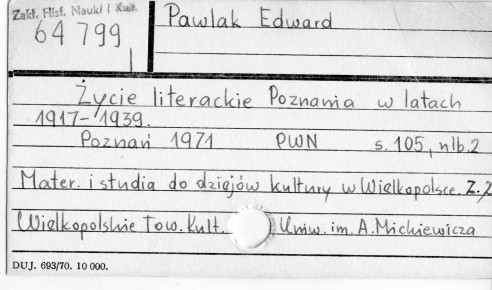 Zakł. Hist. Nauki i Kult.
64 799
Pawlak Edward
Życie literackie Poznania w latach
1917-1939.
Poznań 1971 PWN s. 105, nlb.2
Mater. i studia do dziejów kultury w Wielkopolsce. Z.2
Wielkopolskie Tow. Kult. Uniw. im. A. Mickiewicza
DUJ. 693/70. 10 000.